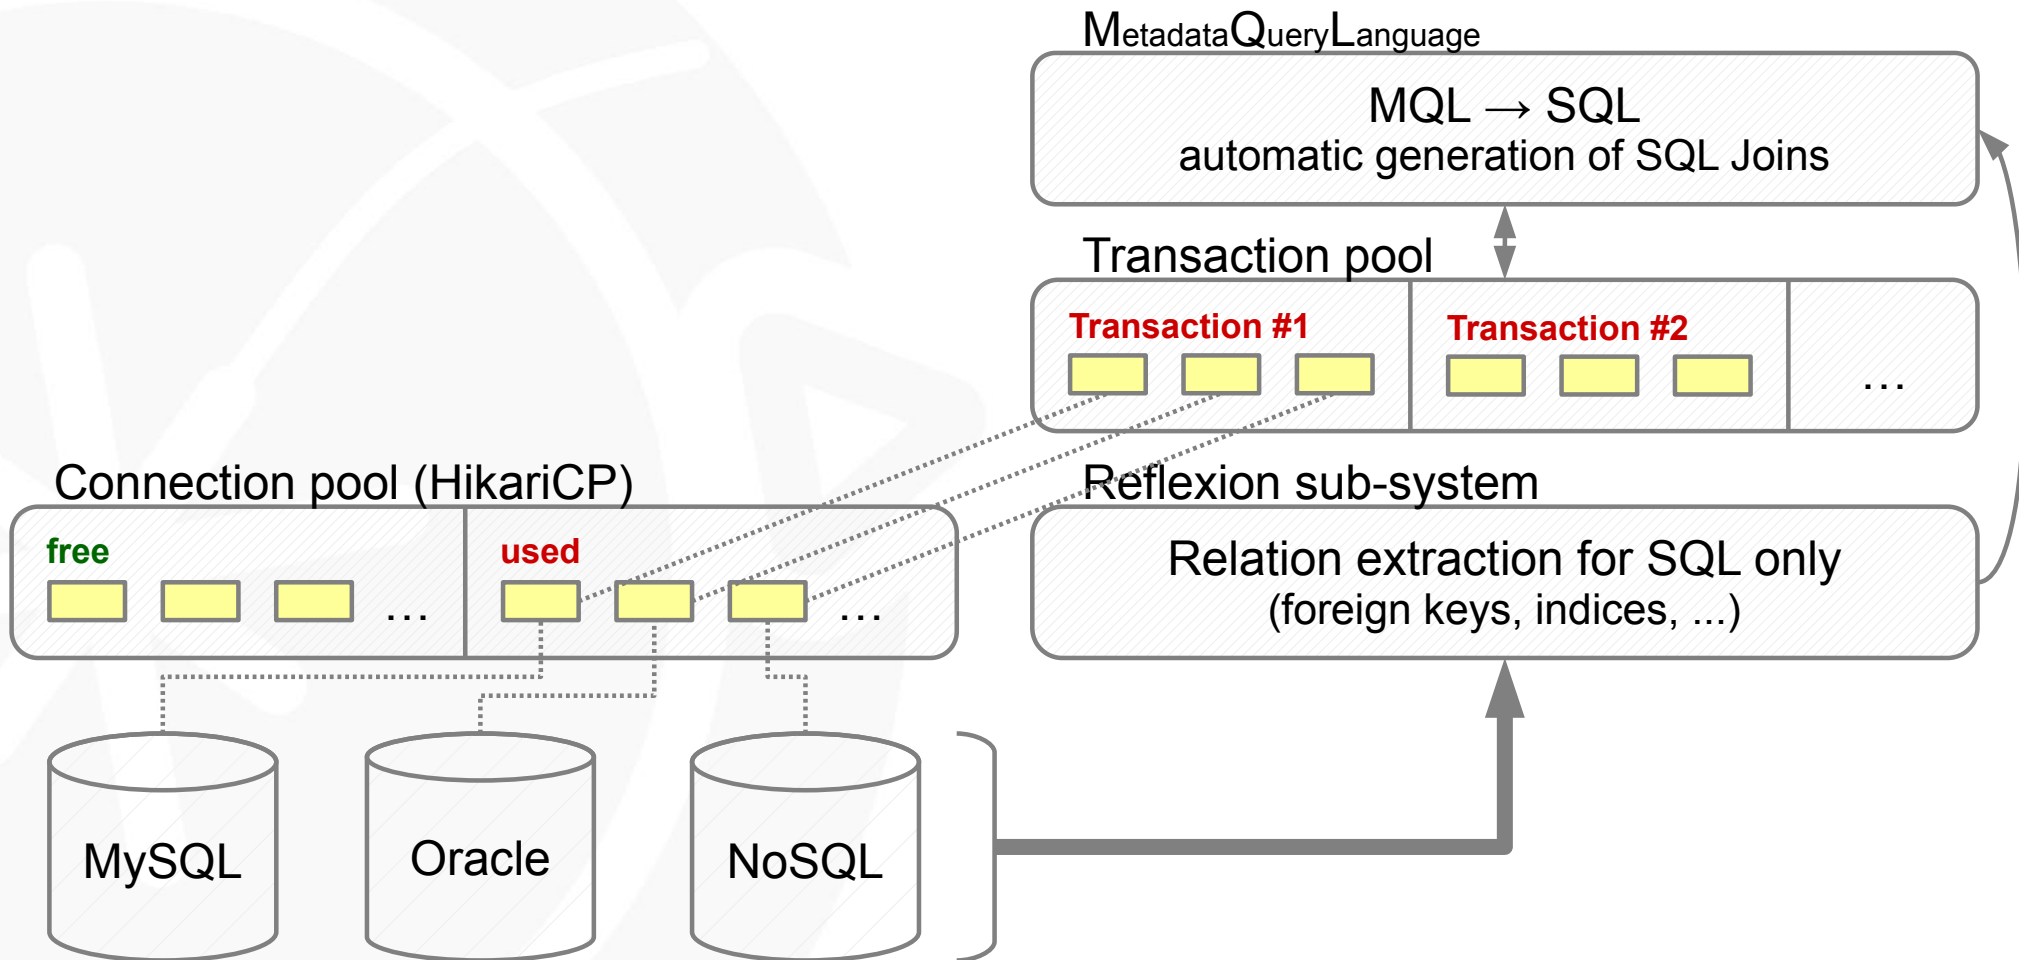 MetadataQueryLanguage
MQL → SQL
automatic generation of SQL Joins
Transaction pool
Transaction #1
Transaction #2
...
Connection pool (HikariCP)
free
...
used
...
Reflexion sub-system
Relation extraction for SQL only
(foreign keys, indices, ...)
MySQL
Oracle
NoSQL